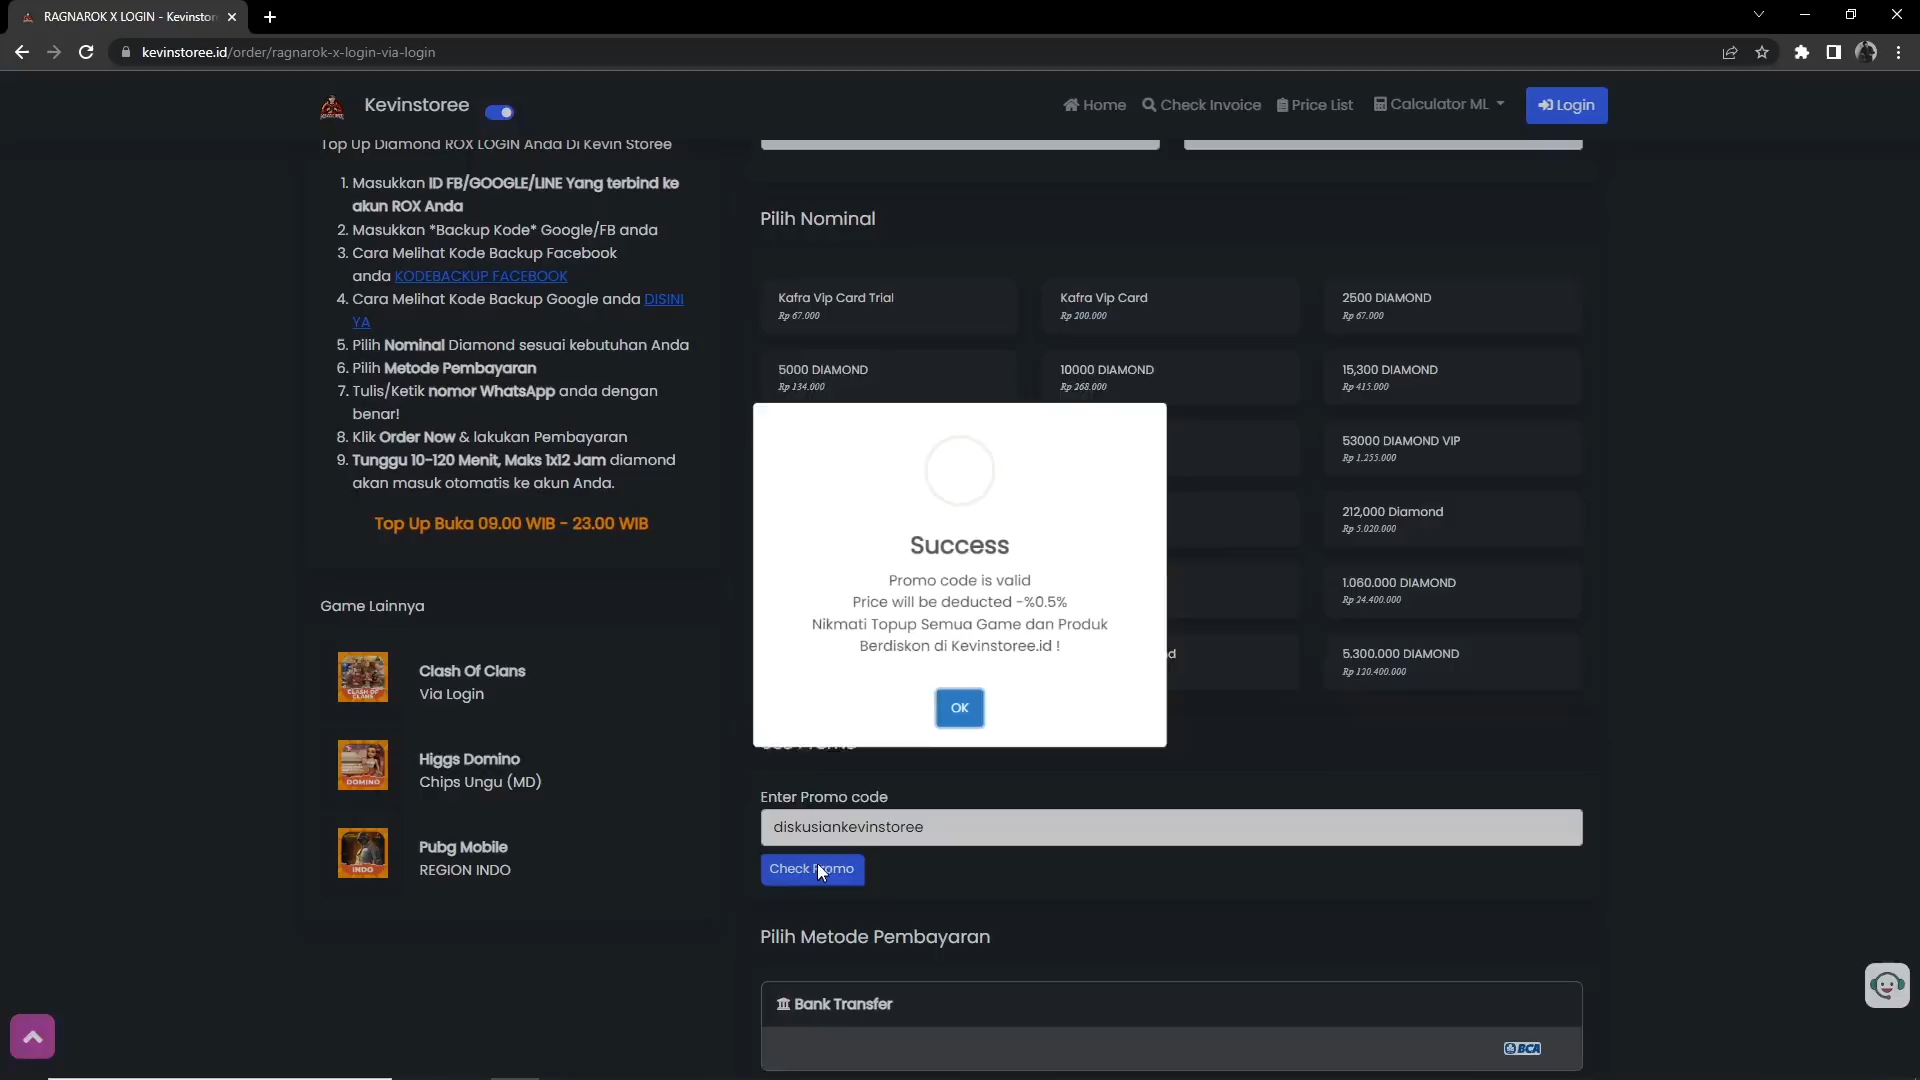 RAGNAROK X LOGIN - Kevinstor
kevinstoree.id/order/ragnarok-x-login-via-login
Kevinstoree
Home
Check Invoice
Price List
Calculator ML
Login
Top Up Diamond ROX LOGIN Anda Di Kevin Storee
1. Masukkan ID FB/GOOGLE/LINE Yang terbind ke
akun ROX Anda
2. Masukkan *Backup Kode* Google/FB anda
3. Cara Melihat Kode Backup Facebook
anda KODEBACKUP FACEBOOK
4. Cara Melihat Kode Backup Google anda DISINI
YA
5. Pilih Nominal Diamond sesuai kebutuhan Anda
6. Pilih Metode Pembayaran
7. Tulis/Ketik nomor WhatsApp anda dengan
benar!
8. Klik Order Now & lakukan Pembayaran
9. Tunggu 10-120 Menit, Maks 1x12 Jam diamond
akan masuk otomatis ke akun Anda.
Top Up Buka 09.00 WIB - 23.00 WIB
Game Lainnya
CLASH OF CLANS
Clash Of Clans
Via Login
DOMINO
Higgs Domino
Chips Ungu (MD)
INDO
Pubg Mobile
REGION INDO
Pilih Nominal
Kafra Vip Card Trial
Rp 67.000
Kafra Vip Card
Rp 200.000
2500 DIAMOND
Rp 67.000
5000 DIAMOND
Rp 134.000
10000 DIAMOND
Rp 268.000
15,300 DIAMOND
Rp 415.000
53000 DIAMOND VIP
Rp 1.255.000
212,000 Diamond
Rp 5.020.000
1.060.000 DIAMOND
Rp 24.400.000
5.300.000 DIAMOND
Rp 120.400.000
Success
Promo code is valid
Price will be deducted -%0.5%
Nikmati Topup Semua Game dan Produk
Berdiskon di Kevinstoree.id !
OK
Enter Promo code
diskusiankevinstoree
Check Promo
Pilih Metode Pembayaran
Bank Transfer
BCA